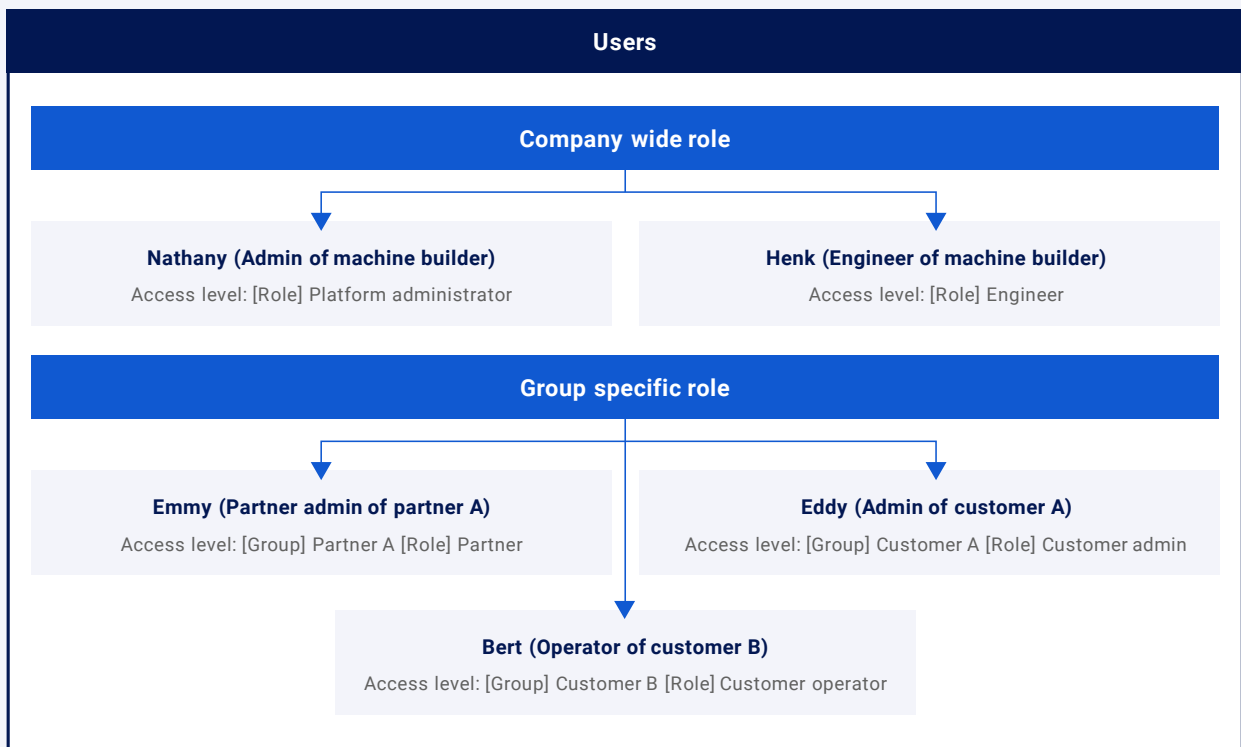 Users
Company wide role
Nathany (Admin of machine builder)
Access level: [Role] Platform administrator
Henk (Engineer of machine builder)
Access level: [Role] Engineer
Group specific role
Emmy (Partner admin of partner A)
Access level: [Group] Partner A [Role] Partner
Eddy (Admin of customer A)
Access level: [Group] Customer A [Role] Customer admin
Bert (Operator of customer B)
Access level: [Group] Customer B [Role] Customer operator